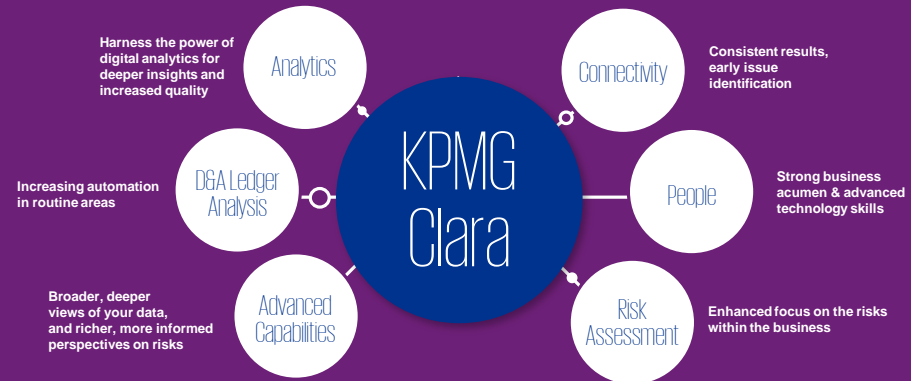 Harness the power of
digital analytics for
deeper insights and
increased quality
Analytics
Increasing automation
in routine areas
D&A Ledger
Analysis
Broader, deeper
views of your data,
and richer, more informed
perspectives on risks
Advanced
Capabilities
KPMG
Clara
Connectivity
Consistent results,
early issue
identification
People
Strong business
acumen & advanced
technology skills
Risk
Assessment
Enhanced focus on the risks
within the business